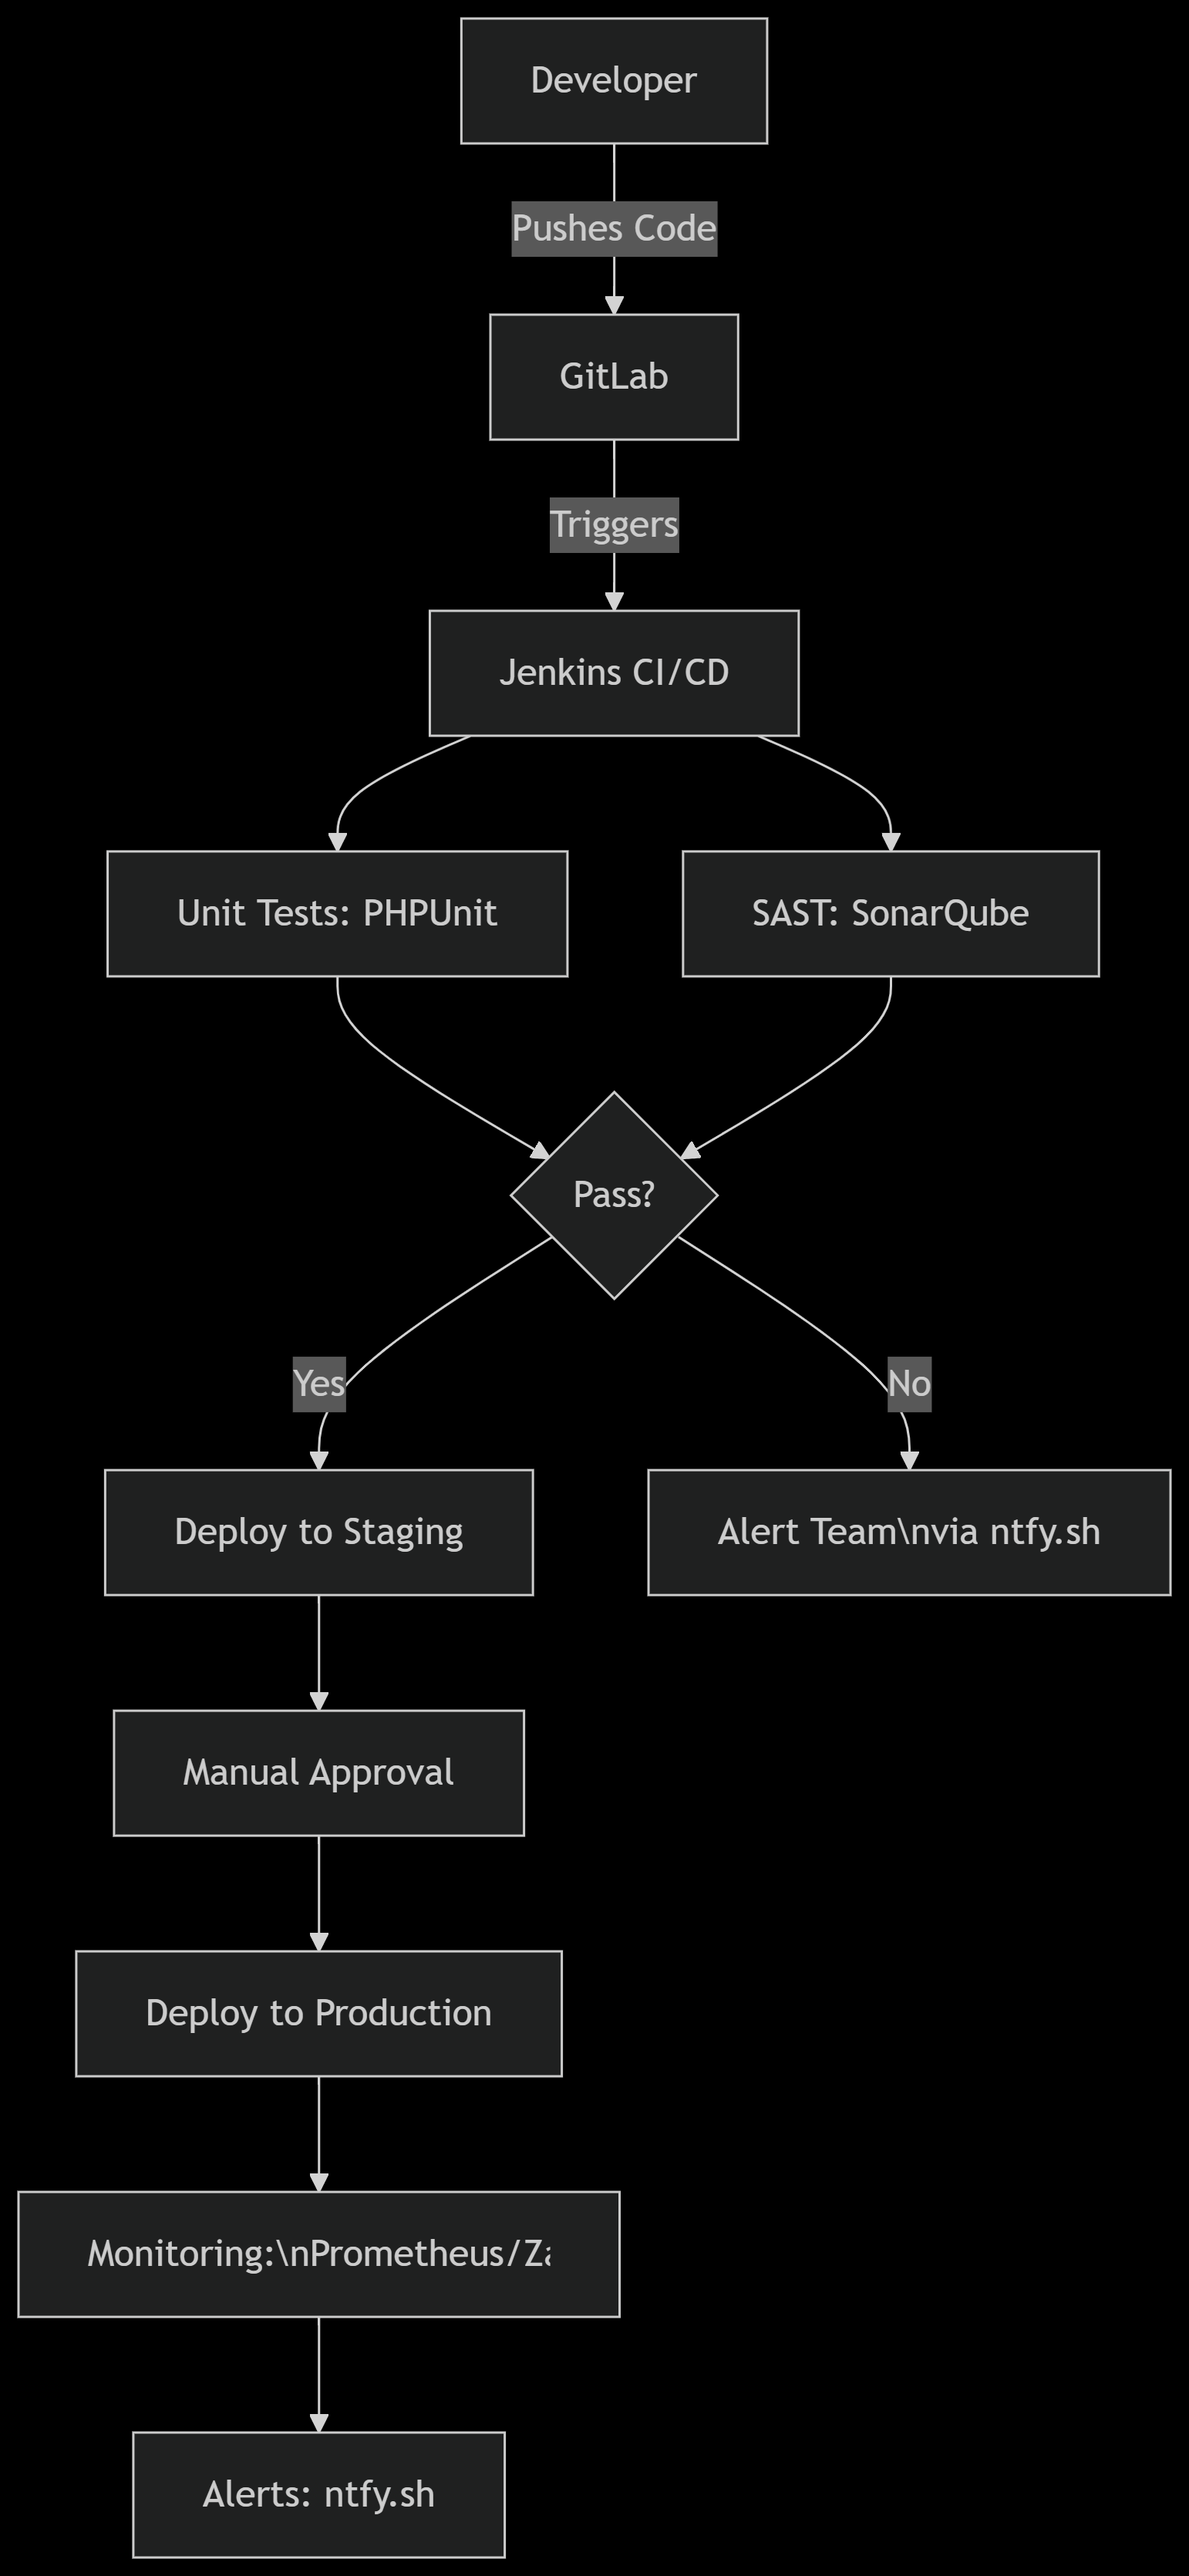 Developer
Pushes Code
GitLab
Triggers
Jenkins CI/CD
Unit Tests: PHPUnit
SAST: SonarQube
Pass?
Yes
No
Deploy to Staging
Alert Team\nvia ntfy.sh
Manual Approval
Deploy to Production
Monitoring:\nPrometheus/Za
Alerts: ntfy.sh